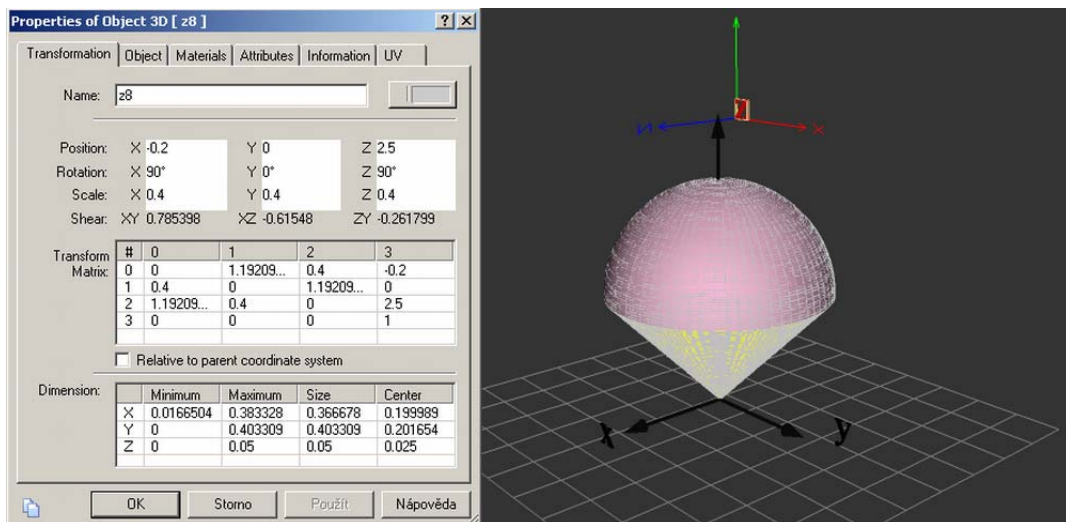 Properties of Object 3D [ z8 ]
Transformation Object Materials Attributes Information UV
Name: z8
Position: X -0.2 Y 0 Z 2.5
Rotation: X 90° Y 0° Z 90°
Scale: X 0.4 Y 0.4 Z 0.4
Shear: XY 0.785398 XZ -0.61548 ZY -0.261799
Transform Matrix:
# 0 1 2 3
0 0 1.19209... 0.4 -0.2
1 0.4 0 1.19209... 0
2 1.19209... 0.4 0 2.5
3 0 0 0 1
Relative to parent coordinate system
Dimension:
Minimum Maximum Size Center
X 0.0166504 0.383328 0.366678 0.199989
Y 0 0.403309 0.403309 0.201654
Z 0 0.05 0.05 0.025
OK Storno Použít Nápověda
z x
x y